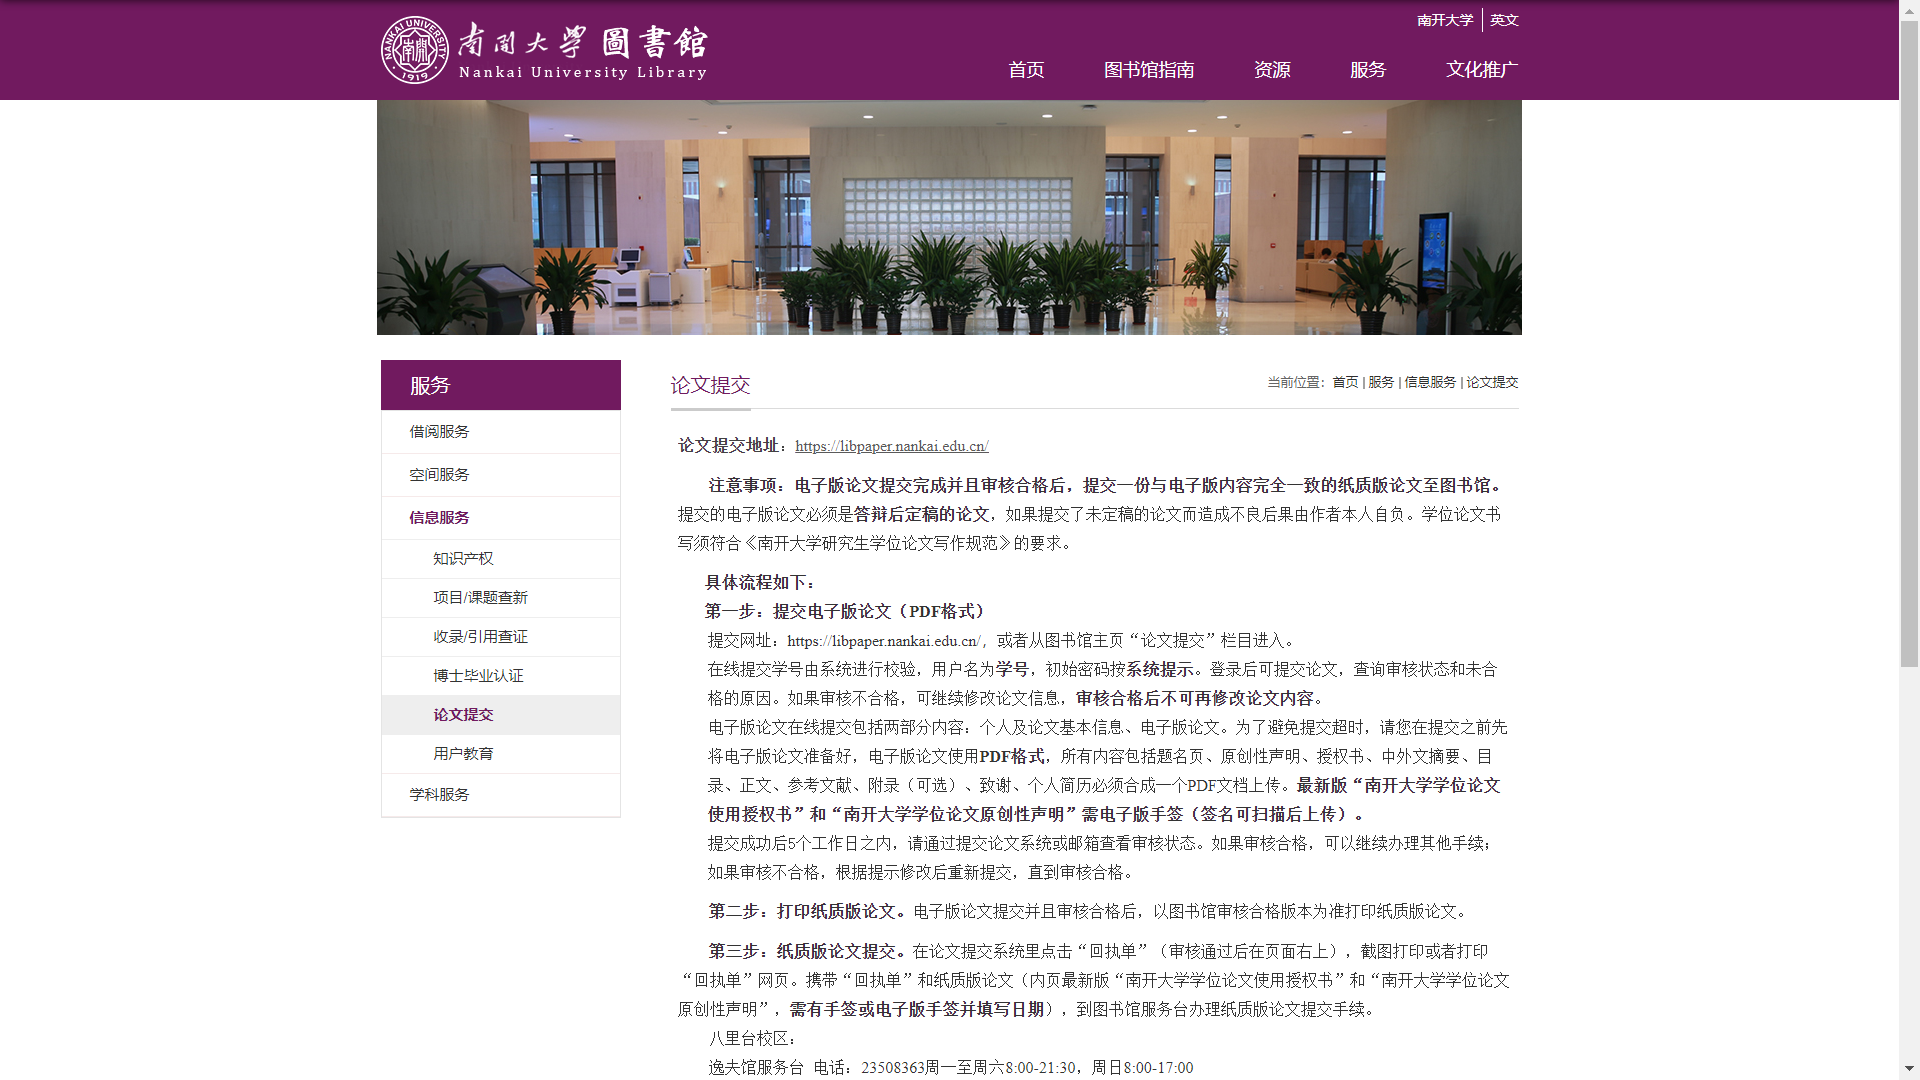 南开大学 英文
NANKAI UNIVERSITY
南開
1919
南開大學 圖書館
Nankai University Library
首页 图书馆指南 资源 服务 文化推广
服务
借阅服务
空间服务
信息服务
知识产权
项目/课题查新
收录/引用查证
博士毕业认证
论文提交
用户教育
学科服务
论文提交
当前位置：首页 | 服务 | 信息服务 | 论文提交
论文提交地址：https://libpaper.nankai.edu.cn/
注意事项：电子版论文提交完成并且审核合格后，提交一份与电子版内容完全一致的纸质版论文至图书馆。
提交的电子版论文必须是答辩后定稿的论文，如果提交了未定稿的论文而造成不良后果由作者本人自负。学位论文书
写须符合《南开大学研究生学位论文写作规范》的要求。
具体流程如下：
第一步：提交电子版论文（PDF格式）
提交网址：https://libpaper.nankai.edu.cn/，或者从图书馆主页“论文提交”栏目进入。
在线提交学号由系统进行校验，用户名为学号，初始密码按系统提示。登录后可提交论文，查询审核状态和未合
格的原因。如果审核不合格，可继续修改论文信息，审核合格后不可再修改论文内容。
电子版论文在线提交包括两部分内容：个人及论文基本信息、电子版论文。为了避免提交超时，请您在提交之前先
将电子版论文准备好，电子版论文使用PDF格式，所有内容包括题名页、原创性声明、授权书、中外文摘要、目
录、正文、参考文献、附录（可选）、致谢、个人简历必须合成一个PDF文档上传。最新版“南开大学学位论文
使用授权书”和“南开大学学位论文原创性声明”需电子版手签（签名可扫描后上传）。
提交成功后5个工作日之内，请通过提交论文系统或邮箱查看审核状态。如果审核合格，可以继续办理其他手续；
如果审核不合格，根据提示修改后重新提交，直到审核合格。
第二步：打印纸质版论文。电子版论文提交并且审核合格后，以图书馆审核合格版本为准打印纸质版论文。
第三步：纸质版论文提交。在论文提交系统里点击“回执单”（审核通过后在页面右上），截图打印或者打印
“回执单”网页。携带“回执单”和纸质版论文（内页最新版“南开大学学位论文使用授权书”和“南开大学学位论文
原创性声明”，需有手签或电子版手签并填写日期），到图书馆服务台办理纸质版论文提交手续。
八里台校区：
逸夫馆服务台 电话：23508363周一至周六8:00-21:30，周日8:00-17:00